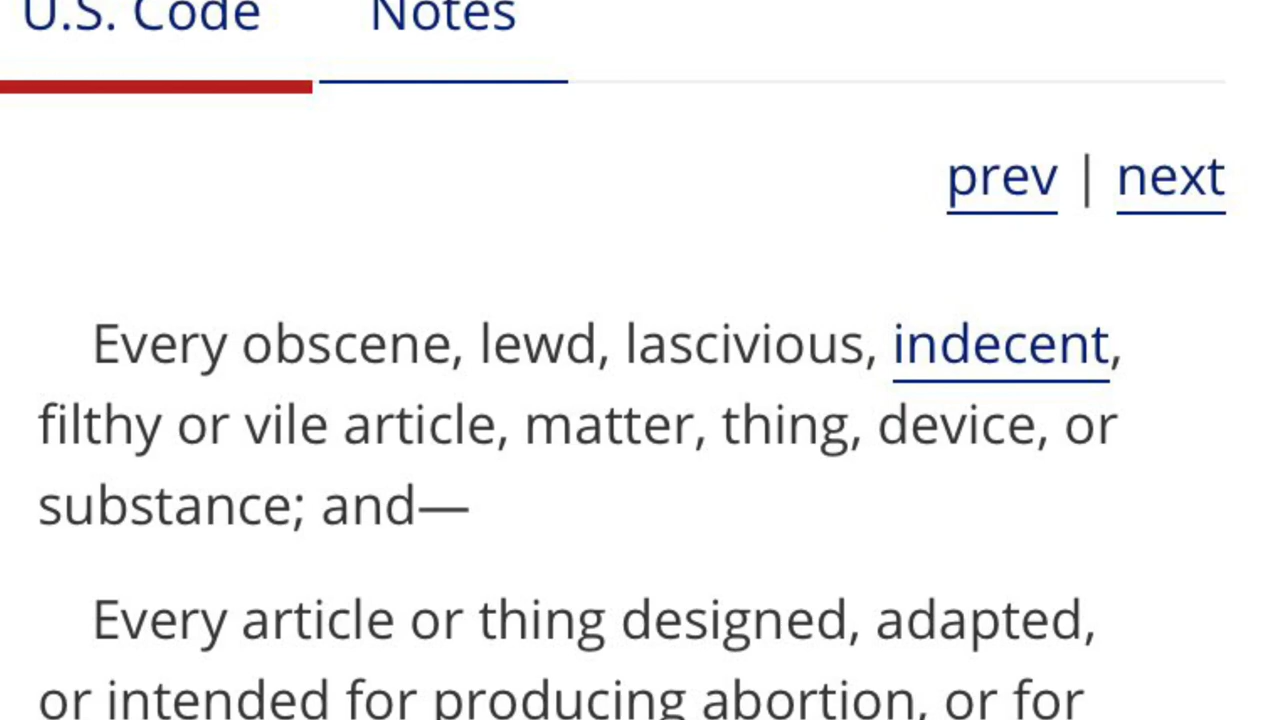 U.S. Code Notes
prev | next
Every obscene, lewd, lascivious, indecent,
filthy or vile article, matter, thing, device, or
substance; and—
Every article or thing designed, adapted,
or intended for producing abortion, or for